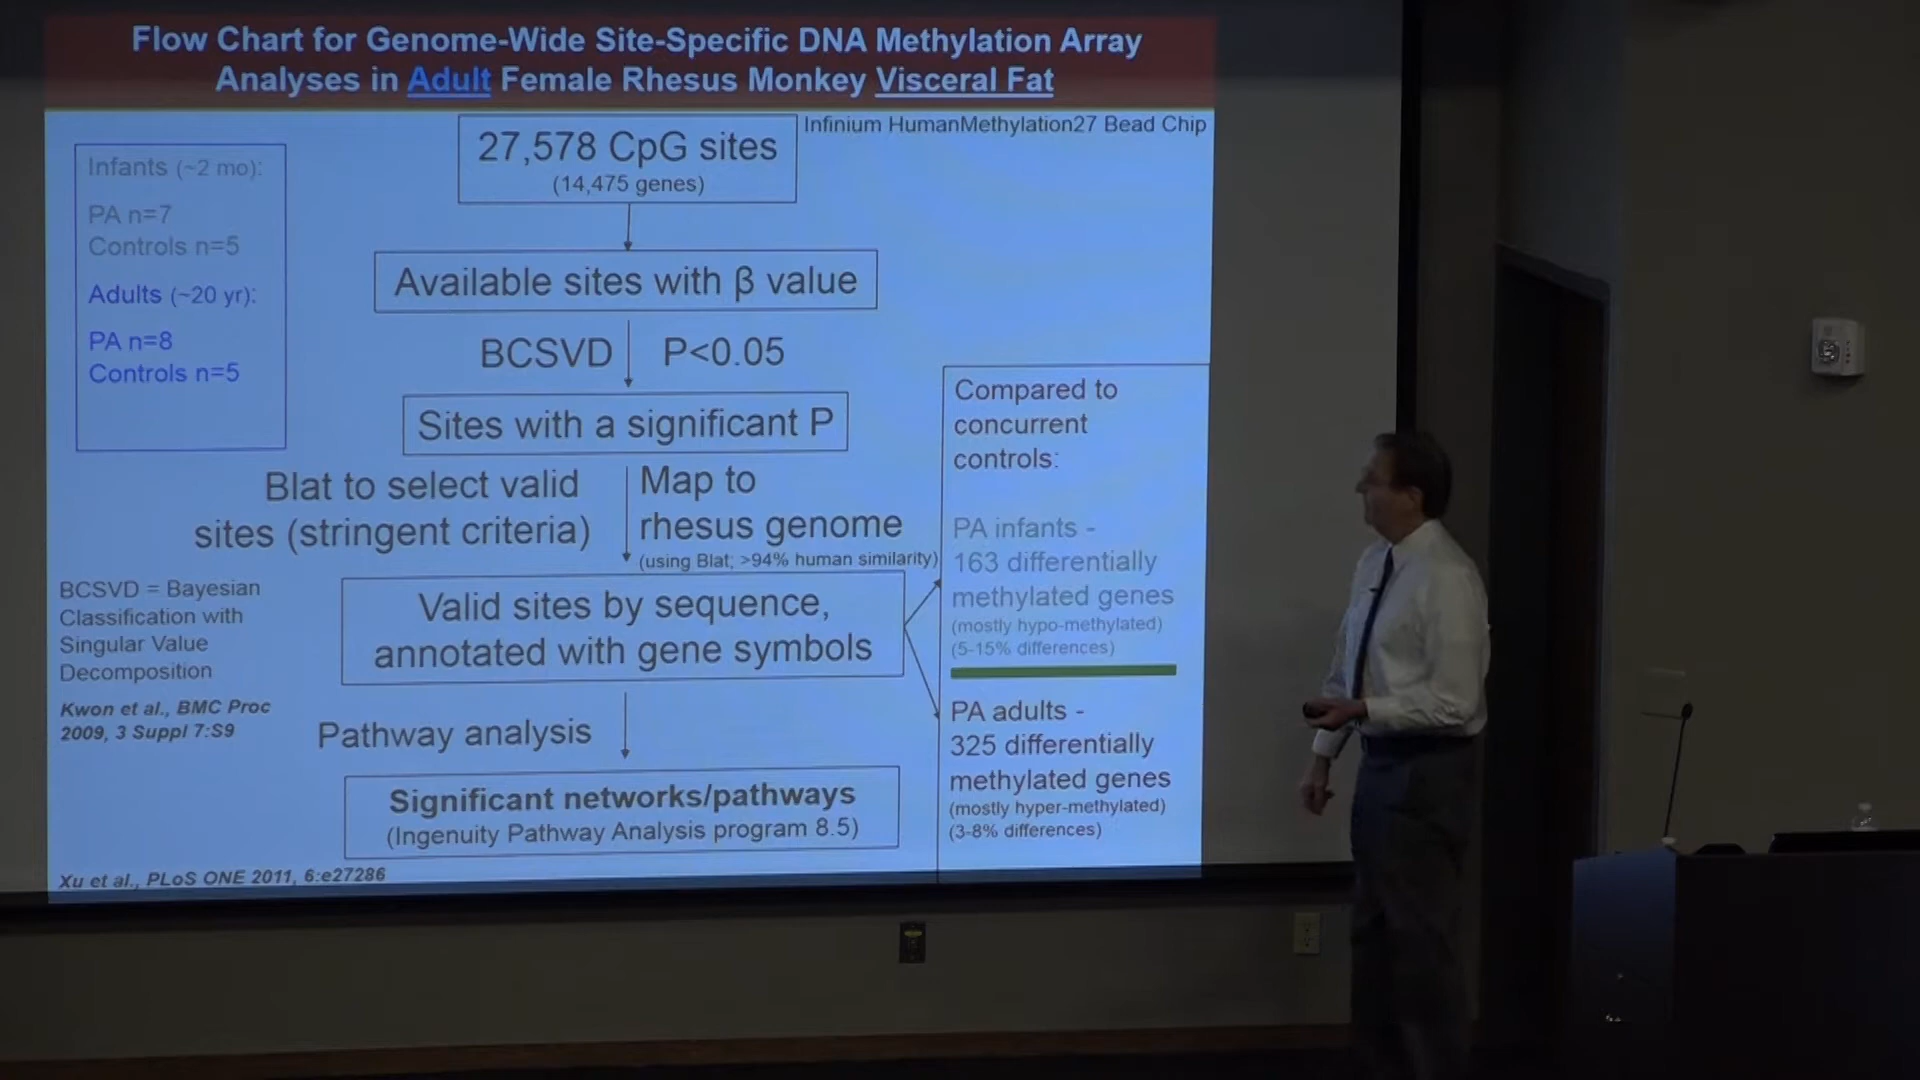 Flow Chart for Genome-Wide Site-Specific DNA Methylation Array
Analyses in Adult Female Rhesus Monkey Visceral Fat
27,578 CpG sites
(14,475 genes)
Infinium HumanMethylation27 Bead Chip
Infants (~2 mo):
PA n=7
Controls n=5
Adults (~20 yr):
PA n=8
Controls n=5
Available sites with β value
BCSVD
P<0.05
Sites with a significant P
Blat to select valid
sites (stringent criteria)
Map to
rhesus genome
(using Blat; >94% human similarity)
Valid sites by sequence,
annotated with gene symbols
Pathway analysis
Significant networks/pathways
(Ingenuity Pathway Analysis program 8.5)
Compared to
concurrent
controls:
PA infants -
163 differentially
methylated genes
(mostly hypo-methylated)
(5-15% differences)
PA adults -
325 differentially
methylated genes
(mostly hyper-methylated)
(3-8% differences)
BCSVD = Bayesian
Classification with
Singular Value
Decomposition
Kwon et al., BMC Proc
2009, 3 Suppl 7:S9
Xu et al., PLoS ONE 2011, 6:e27286